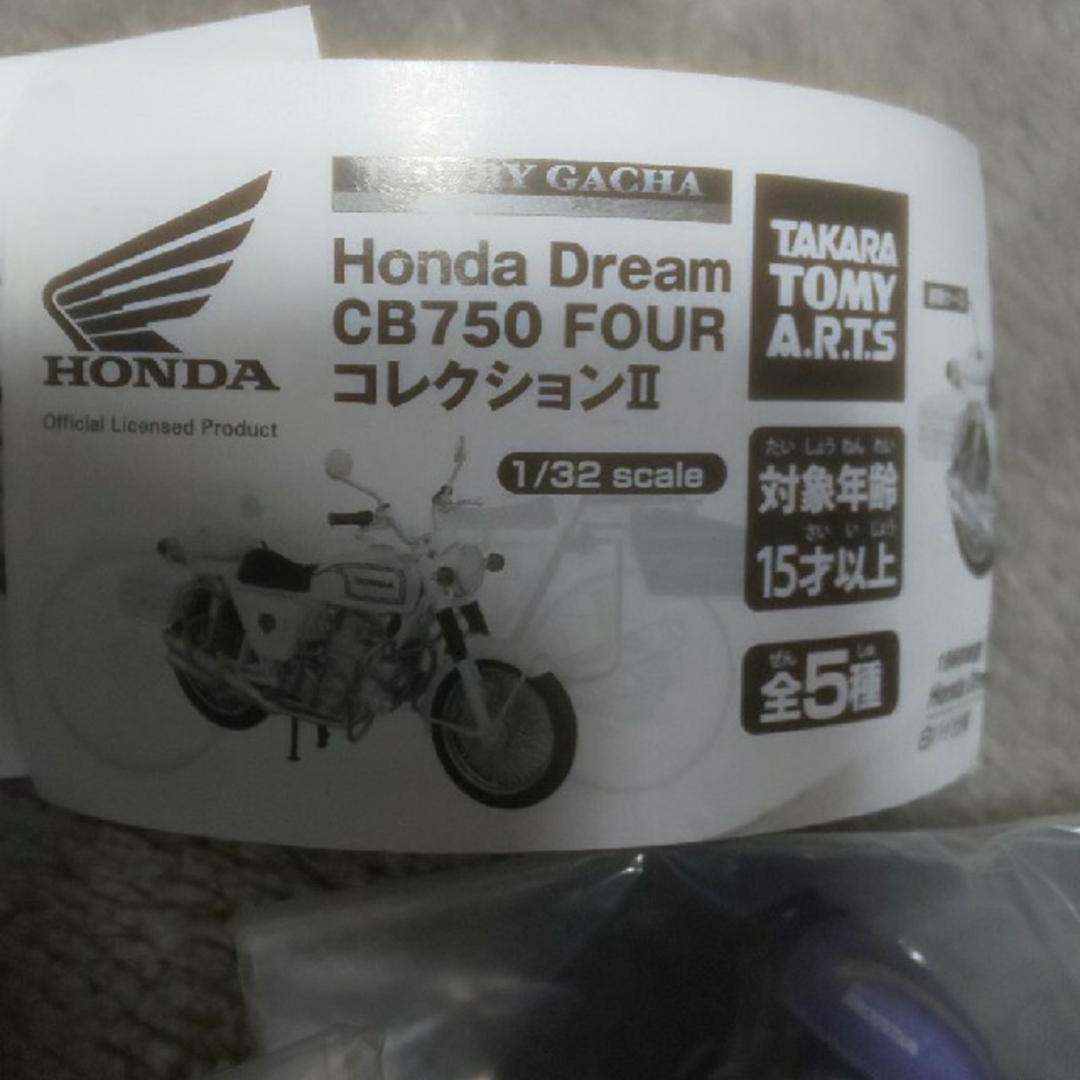 GACHA
Honda Dream
CB750 FOUR
コレクションII
HONDA
Official Licensed Product
1/32 scale
TAKARA
TOMY
A.R.T.S
たいしょうねんれい
対象年齢
さいいじょう
15才以上
ぜん しゅ
全5種
Honda
HONDA